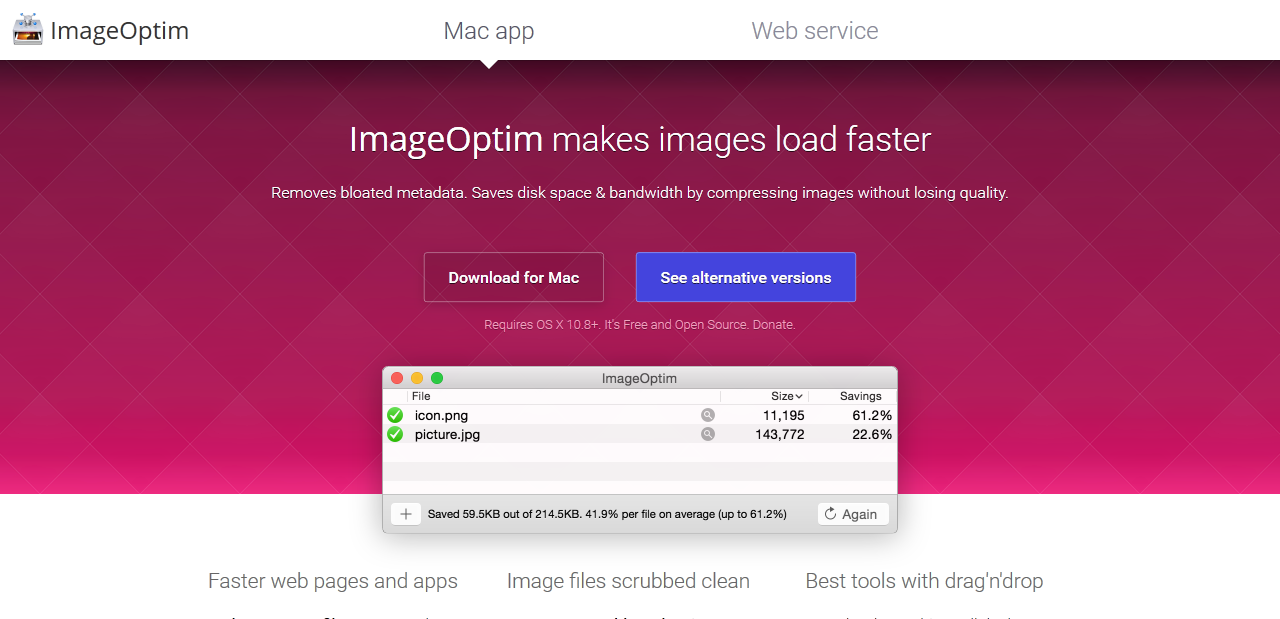 ImageOptim
Mac app
Web service
ImageOptim makes images load faster
Removes bloated metadata. Saves disk space & bandwidth by compressing images without losing quality.
Download for Mac
See alternative versions
Requires OS X 10.8+. It's Free and Open Source. Donate.
ImageOptim
File Size Savings
icon.png 11,195 61.2%
picture.jpg 143,772 22.6%
Saved 59.5KB out of 214.5KB. 41.9% per file on average (up to 61.2%)
Again
Faster web pages and apps
Image files scrubbed clean
Best tools with drag'n'drop